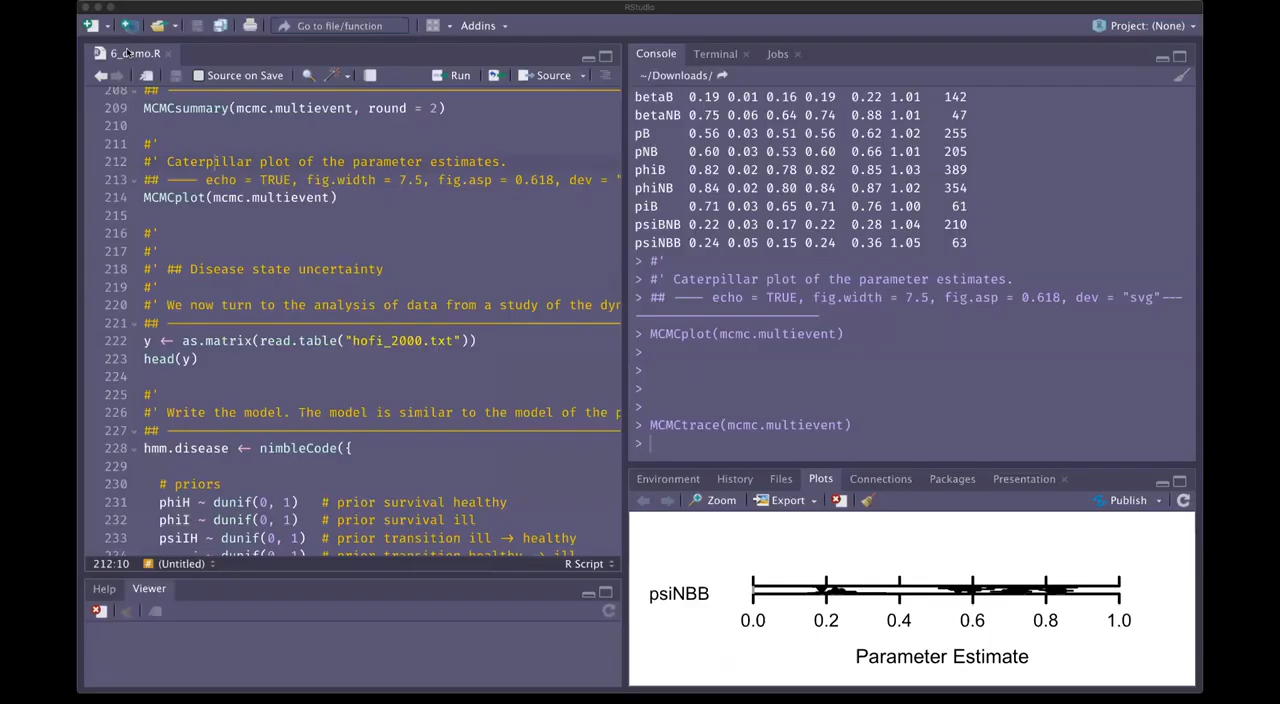 RStudio
Go to file/function
Addins
Project: (None)
6_demo.R
Source on Save
Run
Source
208 ##
209 MCMCsummary(mcmc.multievent, round = 2)
210
211 #'
212 #' Caterpillar plot of the parameter estimates.
213 ## ---- echo = TRUE, fig.width = 7.5, fig.asp = 0.618, dev = "
214 MCMCplot(mcmc.multievent)
215
216 #'
217 #'
218 #' ## Disease state uncertainty
219 #'
220 #' We now turn to the analysis of data from a study of the dyn
221 ##
222 y <- as.matrix(read.table("hofi_2000.txt"))
223 head(y)
224
225 #'
226 #' Write the model. The model is similar to the model of the p
227 ##
228 hmm.disease <- nimbleCode({
229
230 # priors
231 phiH ~ dunif(0, 1) # prior survival healthy
232 phiI ~ dunif(0, 1) # prior survival ill
233 psiIH ~ dunif(0, 1) # prior transition ill -> healthy
212:10
(Untitled)
R Script
Help
Viewer
Console
Terminal
Jobs
~/Downloads/
betaB 0.19 0.01 0.16 0.19 0.22 1.01 142
betaNB 0.75 0.06 0.64 0.74 0.88 1.01 47
pB 0.56 0.03 0.51 0.56 0.62 1.02 255
pNB 0.60 0.03 0.53 0.60 0.66 1.01 205
phiB 0.82 0.02 0.78 0.82 0.85 1.03 389
phiNB 0.84 0.02 0.80 0.84 0.87 1.02 354
piB 0.71 0.03 0.65 0.71 0.76 1.00 61
psiBNB 0.22 0.03 0.17 0.22 0.28 1.04 210
psiNBB 0.24 0.05 0.15 0.24 0.36 1.05 63
> #'
> #' Caterpillar plot of the parameter estimates.
> ## ---- echo = TRUE, fig.width = 7.5, fig.asp = 0.618, dev = "svg"---
> MCMCplot(mcmc.multievent)
>
>
>
>
> MCMCtrace(mcmc.multievent)
>
Environment
History
Files
Plots
Connections
Packages
Presentation
Zoom
Export
Publish
psiNBB
0.0 0.2 0.4 0.6 0.8 1.0
Parameter Estimate